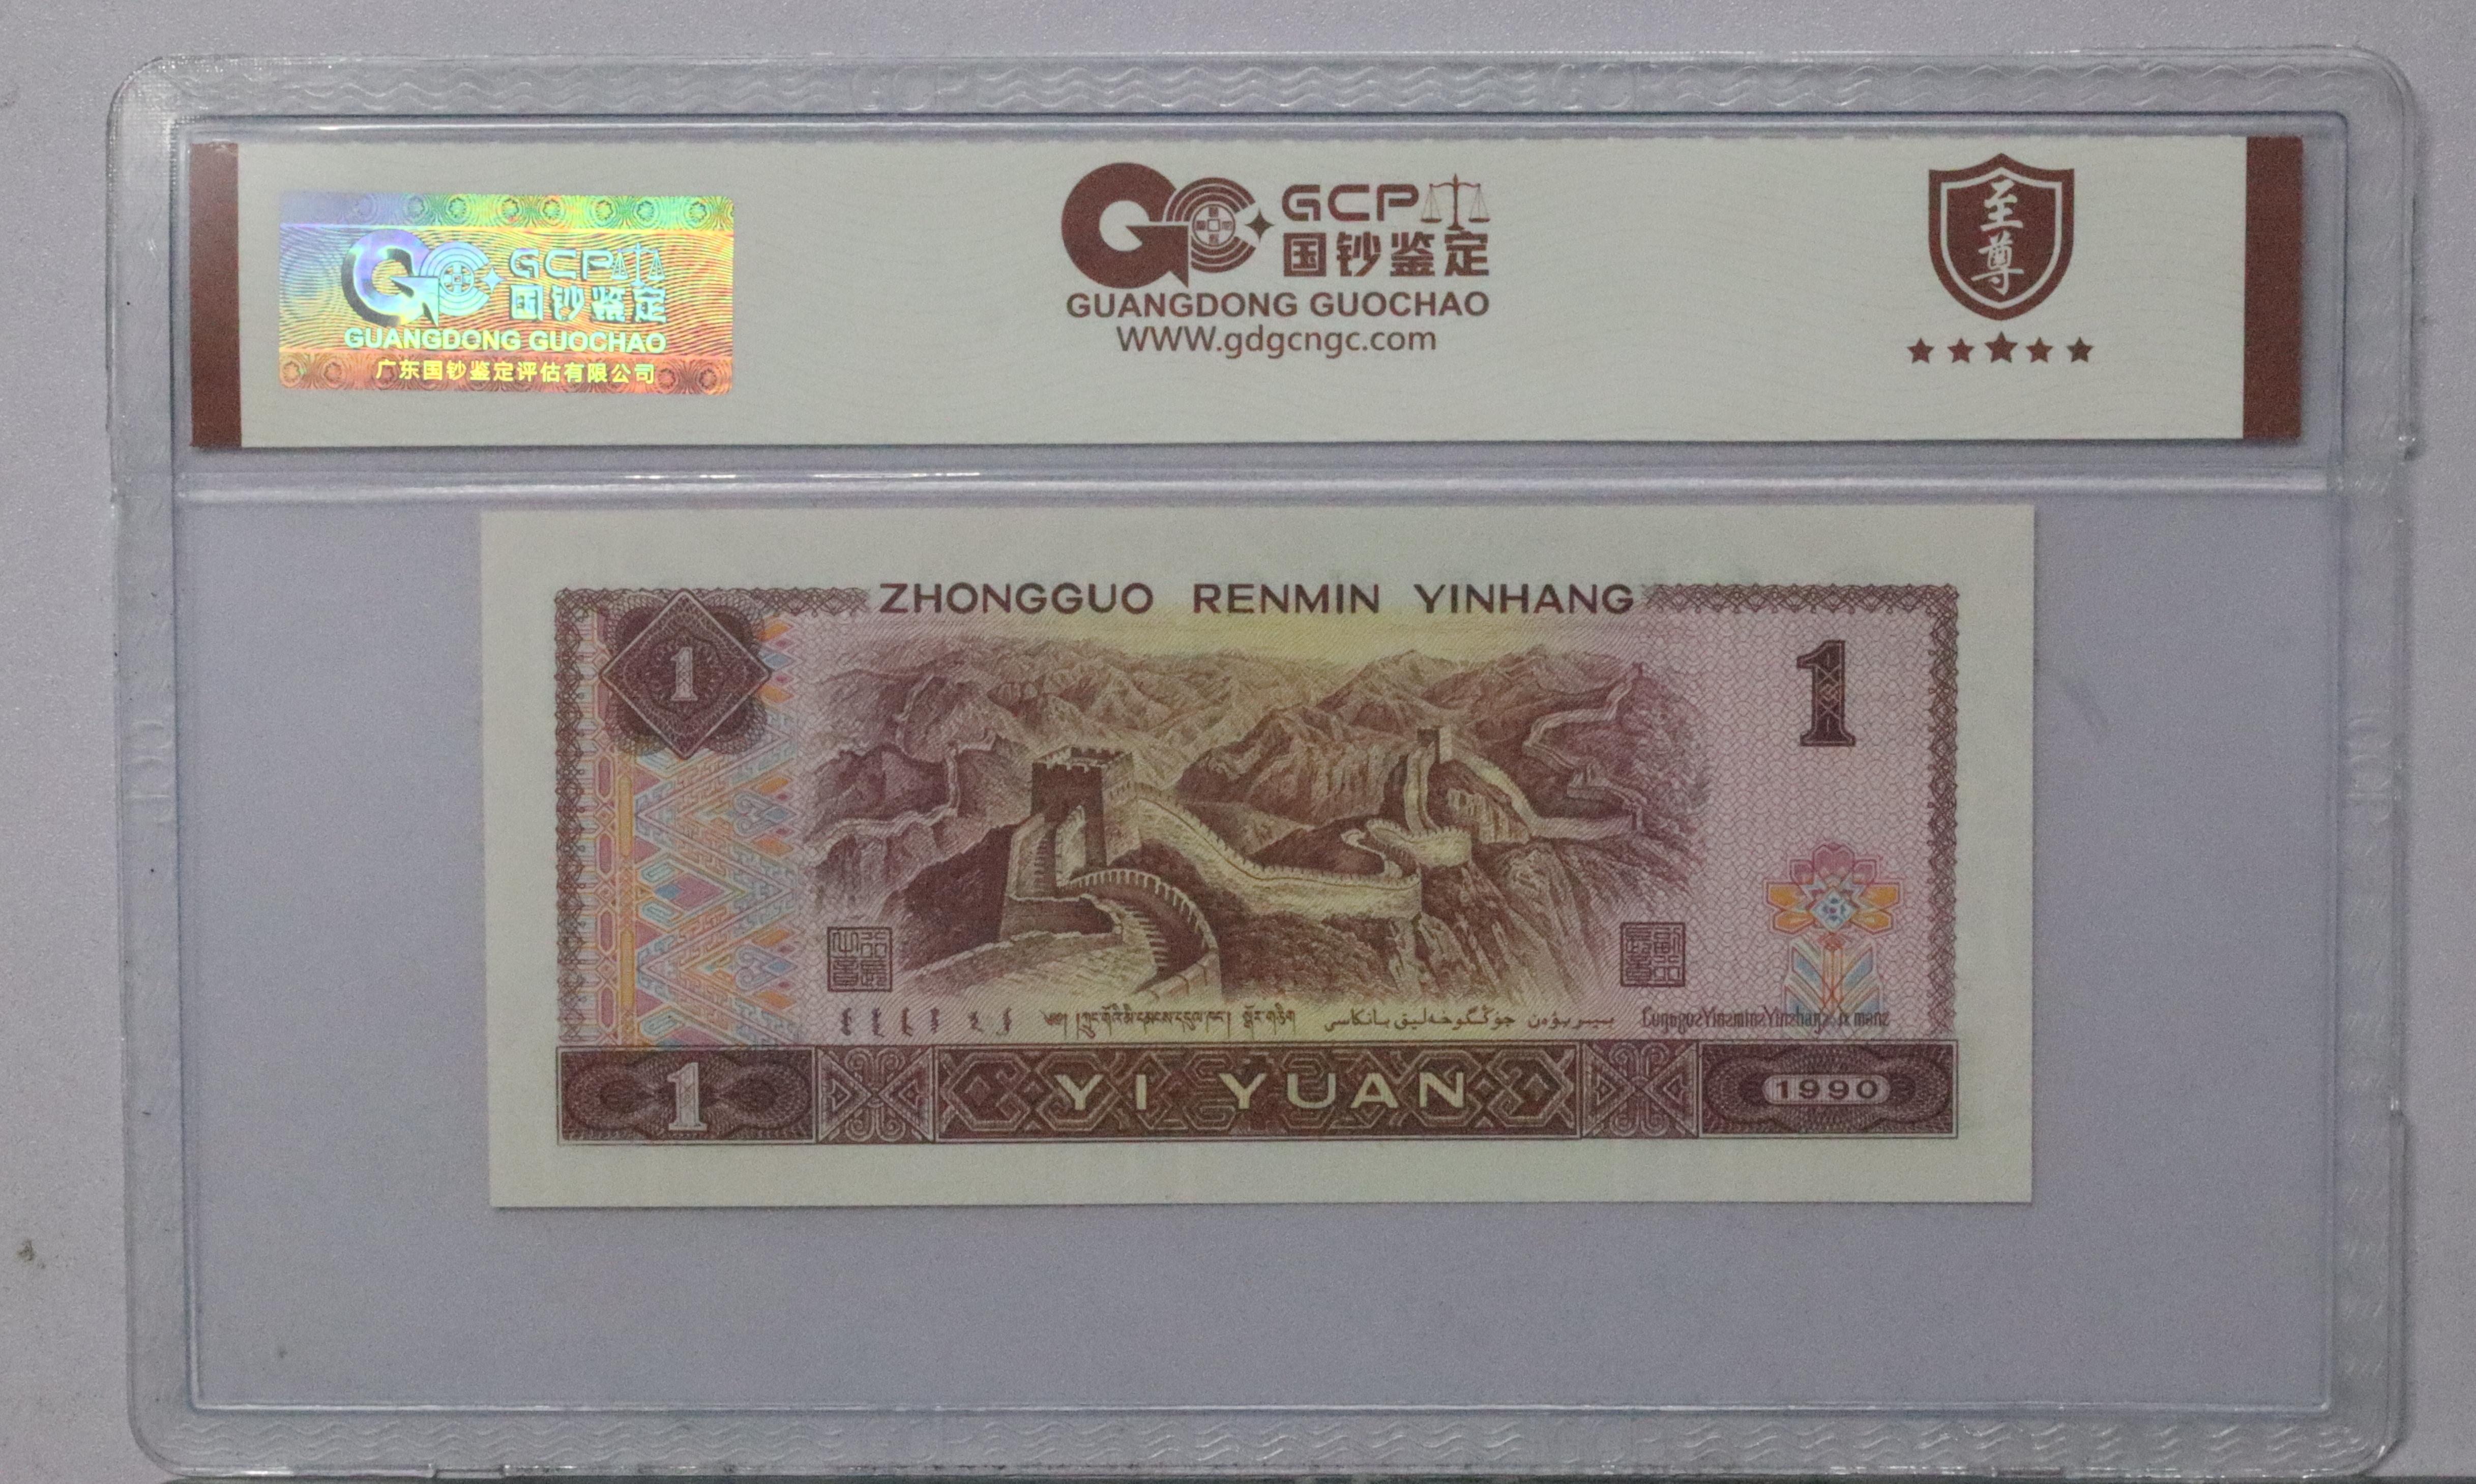 GCP
国钞鉴定
GUANGDONG GUOCHAO
广东国钞鉴定评估有限公司
GCP
国钞鉴定
GUANGDONG GUOCHAO
WWW.gdgcngc.com
至尊
ZHONGGUO RENMIN YINHANG
1
1
1
YI YUAN
1990